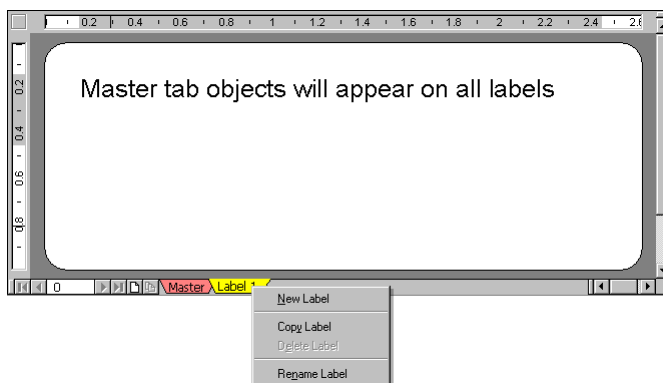 0.2 0.4 0.6 0.8 1 1.2 1.4 1.6 1.8 2 2.2 2.4 2.6
0.2
0.4
0.6
0.8
Master tab objects will appear on all labels
0 Master Label 1
New Label
Copy Label
Delete Label
Rename Label